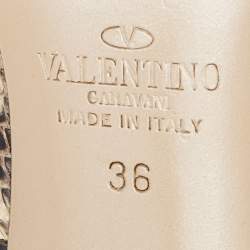 VALENTINO
GARAVANI
MADE IN ITALY
36